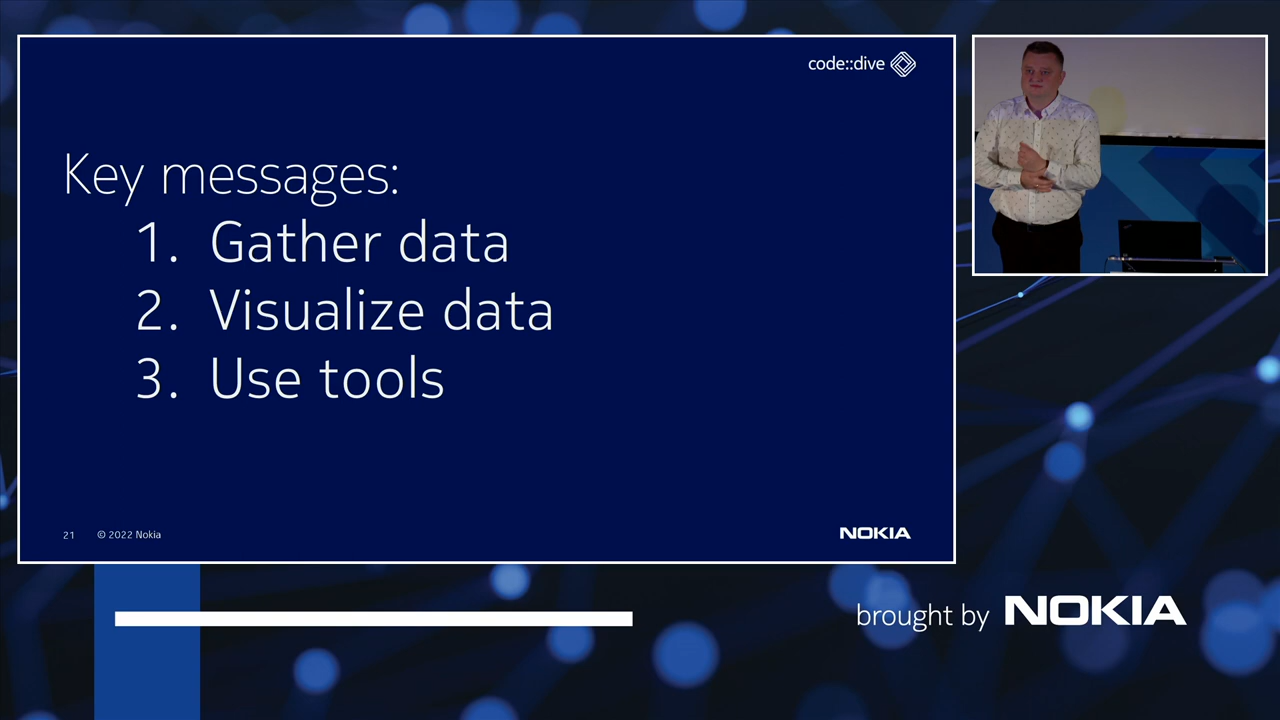 code::dive
Key messages:
1. Gather data
2. Visualize data
3. Use tools
21 © 2022 Nokia
NOKIA
brought by NOKIA